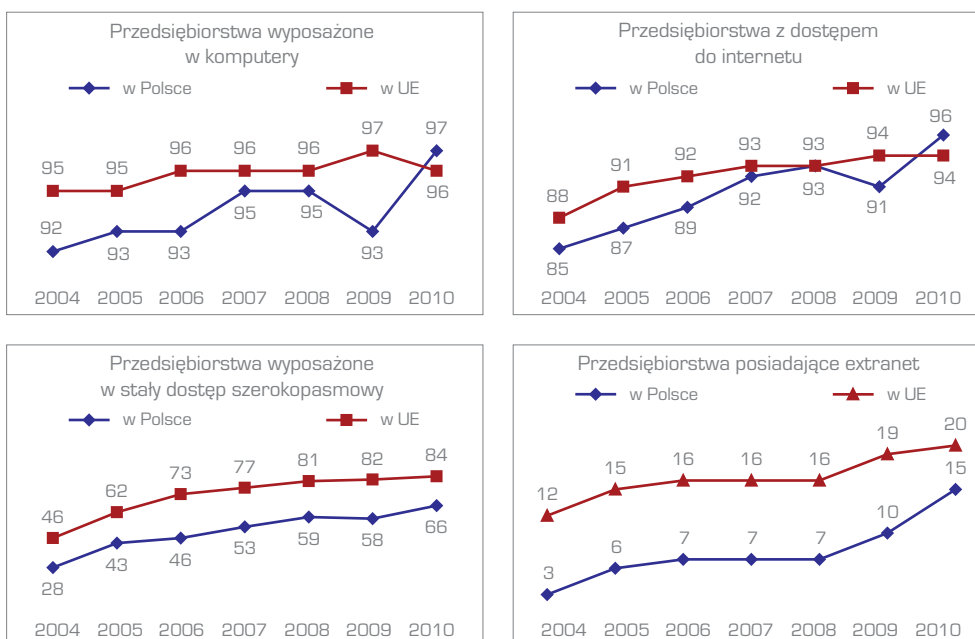 Przedsiębiorstwa wyposażone
w komputery
w Polsce w UE
95 95 96 96 96 97 97
92 93 93 95 95 93 96
2004 2005 2006 2007 2008 2009 2010
Przedsiębiorstwa z dostępem
do internetu
w Polsce w UE
88 91 92 93 93 94 96
85 87 89 92 93 91 94
2004 2005 2006 2007 2008 2009 2010
Przedsiębiorstwa wyposażone
w stały dostęp szerokopasmowy
w Polsce w UE
46 62 73 77 81 82 84
28 43 46 53 59 58 66
2004 2005 2006 2007 2008 2009 2010
Przedsiębiorstwa posiadające extranet
w Polsce w UE
12 15 16 16 16 19 20
3 6 7 7 7 10 15
2004 2005 2006 2007 2008 2009 2010